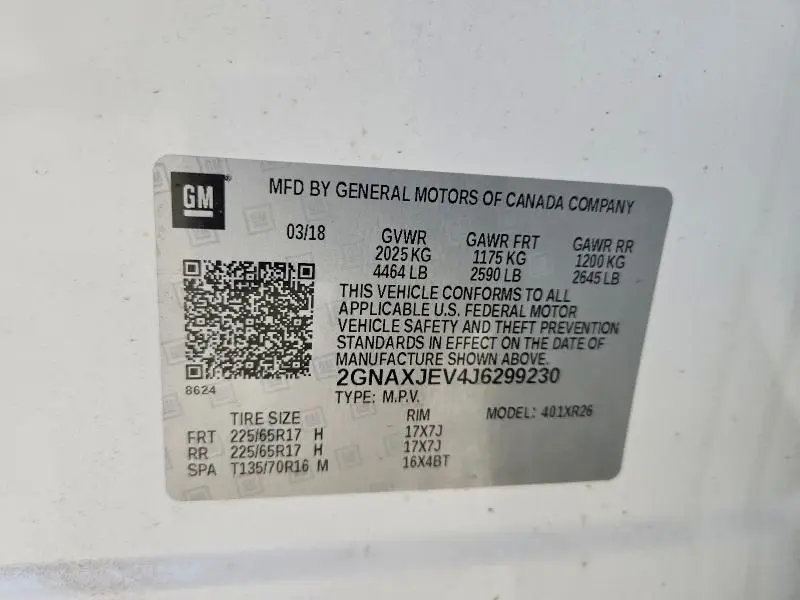 GM
MFD BY GENERAL MOTORS OF CANADA COMPANY
03/18 GVWR GAWR FRT GAWR RR
2025 KG 1175 KG 1200 KG
4464 LB 2590 LB 2645 LB
THIS VEHICLE CONFORMS TO ALL
APPLICABLE U.S. FEDERAL MOTOR
VEHICLE SAFETY AND THEFT PREVENTION
STANDARDS IN EFFECT ON THE DATE OF
MANUFACTURE SHOWN ABOVE.
8624
2GNAXJEV4J6299230
TYPE: M.P.V.
TIRE SIZE RIM MODEL: 401XR26
FRT 225/65R17 H 17X7J
RR 225/65R17 H 17X7J
SPA T135/70R16 M 16X4BT